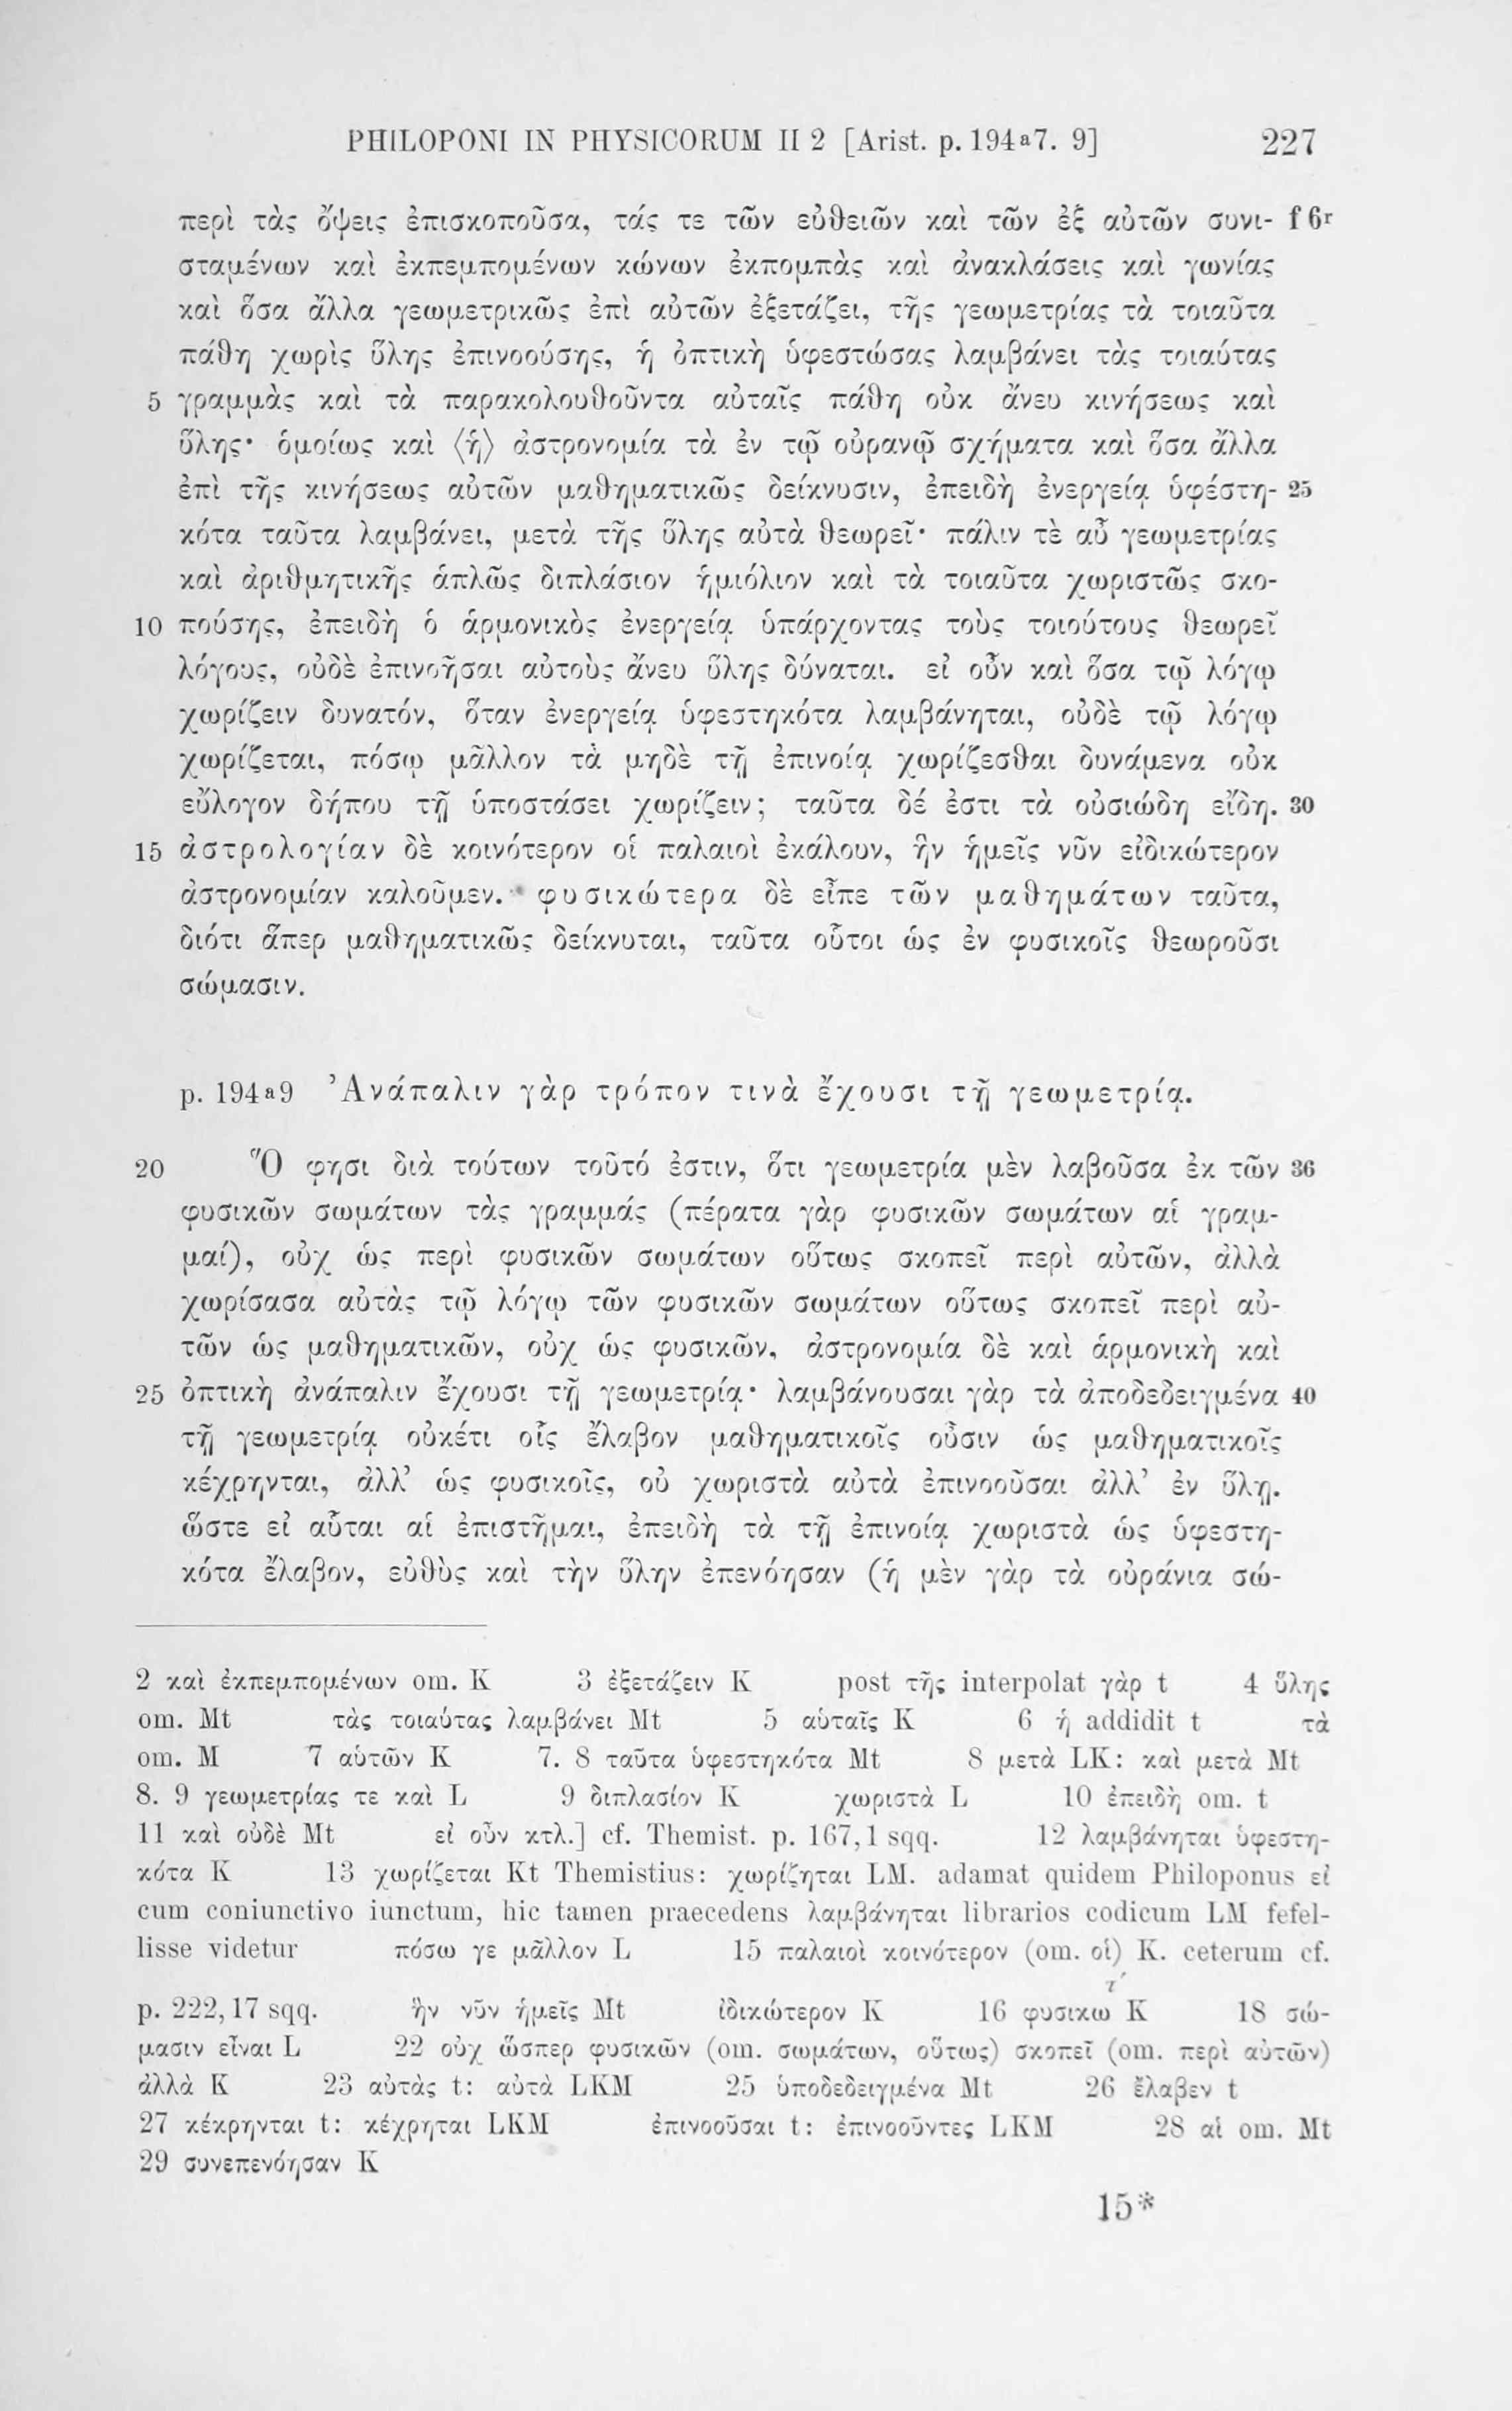 PHILOPONI IN PHYSICORUM II 2 [Arist. p. 194ᵃ7. 9] 227
περὶ τὰς ὄψεις ἐπισκοποῦσα, τάς τε τῶν εὐθειῶν καὶ τῶν ἐξ αὐτῶν συνι- f 6ʳ
σταμένων καὶ ἐκπεμπομένων κώνων ἐκπομπὰς καὶ ἀνακλάσεις καὶ γωνίας
καὶ ὅσα ἄλλα γεωμετρικῶς ἐπὶ αὐτῶν ἐξετάζει, τῆς γεωμετρίας τὰ τοιαῦτα
πάθη χωρὶς ὕλης ἐπινοούσης, ἡ ὀπτικὴ ὑφεστώσας λαμβάνει τὰς τοιαύτας
5 γραμμὰς καὶ τὰ παρακολουθοῦντα αὐταῖς πάθη οὐκ ἄνευ κινήσεως καὶ
ὕλης· ὁμοίως καὶ ⟨ἡ⟩ ἀστρονομία τὰ ἐν τῷ οὐρανῷ σχήματα καὶ ὅσα ἄλλα
ἐπὶ τῆς κινήσεως αὐτῶν μαθηματικῶς δείκνυσιν, ἐπειδὴ ἐνεργείᾳ ὑφέστη- 25
κότα ταῦτα λαμβάνει, μετὰ τῆς ὕλης αὐτὰ θεωρεῖ· πάλιν τὲ αὖ γεωμετρίας
καὶ ἀριθμητικῆς ἁπλῶς διπλάσιον ἡμιόλιον καὶ τὰ τοιαῦτα χωριστῶς σκο-
10 πούσης, ἐπειδὴ ὁ ἁρμονικὸς ἐνεργείᾳ ὑπάρχοντας τοὺς τοιούτους θεωρεῖ
λόγους, οὐδὲ ἐπινοῆσαι αὐτοὺς ἄνευ ὕλης δύναται. εἰ οὖν καὶ ὅσα τῷ λόγῳ
χωρίζειν δυνατόν, ὅταν ἐνεργείᾳ ὑφεστηκότα λαμβάνηται, οὐδὲ τῷ λόγῳ
χωρίζεται, πόσῳ μᾶλλον τὰ μηδὲ τῇ ἐπινοίᾳ χωρίζεσθαι δυνάμενα οὐκ
εὔλογον δήπου τῇ ὑποστάσει χωρίζειν; ταῦτα δέ ἐστι τὰ οὐσιώδη εἴδη. 30
15 ἀστρολογίαν δὲ κοινότερον οἱ παλαιοὶ ἐκάλουν, ἣν ἡμεῖς νῦν εἰδικώτερον
ἀστρονομίαν καλοῦμεν. φυσικώτερα δὲ εἶπε τῶν μαθημάτων ταῦτα,
διότι ἅπερ μαθηματικῶς δείκνυται, ταῦτα οὗτοι ὡς ἐν φυσικοῖς θεωροῦσι
σώμασιν.
p. 194ᵃ9 Ἀνάπαλιν γὰρ τρόπον τινὰ ἔχουσι τῇ γεωμετρίᾳ.
20 Ὅ φησι διὰ τούτων τοῦτό ἐστιν, ὅτι γεωμετρία μὲν λαβοῦσα ἐκ τῶν 36
φυσικῶν σωμάτων τὰς γραμμάς (πέρατα γὰρ φυσικῶν σωμάτων αἱ γραμ-
μαί), οὐχ ὡς περὶ φυσικῶν σωμάτων οὕτως σκοπεῖ περὶ αὐτῶν, ἀλλὰ
χωρίσασα αὐτὰς τῷ λόγῳ τῶν φυσικῶν σωμάτων οὕτως σκοπεῖ περὶ αὐ-
τῶν ὡς μαθηματικῶν, οὐχ ὡς φυσικῶν, ἀστρονομία δὲ καὶ ἁρμονικὴ καὶ
25 ὀπτικὴ ἀνάπαλιν ἔχουσι τῇ γεωμετρίᾳ· λαμβάνουσαι γὰρ τὰ ἀποδεδειγμένα 40
τῇ γεωμετρίᾳ οὐκέτι οἷς ἔλαβον μαθηματικοῖς οὖσιν ὡς μαθηματικοῖς
κέχρηνται, ἀλλ’ ὡς φυσικοῖς, οὐ χωριστὰ αὐτὰ ἐπινοοῦσαι ἀλλ’ ἐν ὕλῃ.
ὥστε εἰ αὗται αἱ ἐπιστῆμαι, ἐπειδὴ τὰ τῇ ἐπινοίᾳ χωριστὰ ὡς ὑφεστη-
κότα ἔλαβον, εὐθὺς καὶ τὴν ὕλην ἐπενόησαν (ἡ μὲν γὰρ τὰ οὐράνια σώ-
2 καὶ ἐκπεμπομένων om. K 3 ἐξετάζειν K post τῆς interpolat γὰρ t 4 ὕλης
om. Mt τὰς τοιαύτας λαμβάνει Mt 5 αὑταῖς K 6 ἡ addidit t τὰ
om. M 7 αὑτῶν K 7. 8 ταῦτα ὑφεστηκότα Mt 8 μετὰ LK: καὶ μετὰ Mt
8. 9 γεωμετρίας τε καὶ L 9 διπλασίον K χωριστὰ L 10 ἐπειδὴ om. t
11 καὶ οὐδὲ Mt εἰ οὖν κτλ.] cf. Themist. p. 167,1 sqq. 12 λαμβάνηται ὑφεστη-
κότα K 13 χωρίζεται Kt Themistius: χωρίζηται LM. adamat quidem Philoponus εἰ
cum coniunctivo iunctum, hic tamen praecedens λαμβάνηται librarios codicum LM fefel-
lisse videtur πόσω γε μᾶλλον L 15 παλαιοὶ κοινότερον (om. οἱ) K. ceterum cf.
p. 222,17 sqq. ἣν νῦν ἡμεῖς Mt ἰδικώτερον K 16 φυσικω τ´ K 18 σώ-
μασιν εἶναι L 22 οὐχ ὥσπερ φυσικῶν (om. σωμάτων, οὕτως) σκοπεῖ (om. περὶ αὐτῶν)
ἀλλὰ K 23 αὐτὰς t: αὐτὰ LKM 25 ὑποδεδειγμένα Mt 26 ἔλαβεν t
27 κέκρηνται t: κέχρηται LKM ἐπινοοῦσαι t: ἐπινοοῦντες LKM 28 αἱ om. Mt
29 συνεπενόησαν K
15*